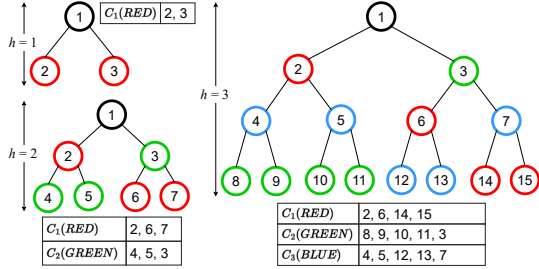 h = 1
1
2
3
C₁(RED) 2, 3
h = 2
1
2
3
4
5
6
7
C₁(RED) 2, 6, 7
C₂(GREEN) 4, 5, 3
h = 3
1
2
3
4
5
6
7
8
9
10
11
12
13
14
15
C₁(RED) 2, 6, 14, 15
C₂(GREEN) 8, 9, 10, 11, 3
C₃(BLUE) 4, 5, 12, 13, 7